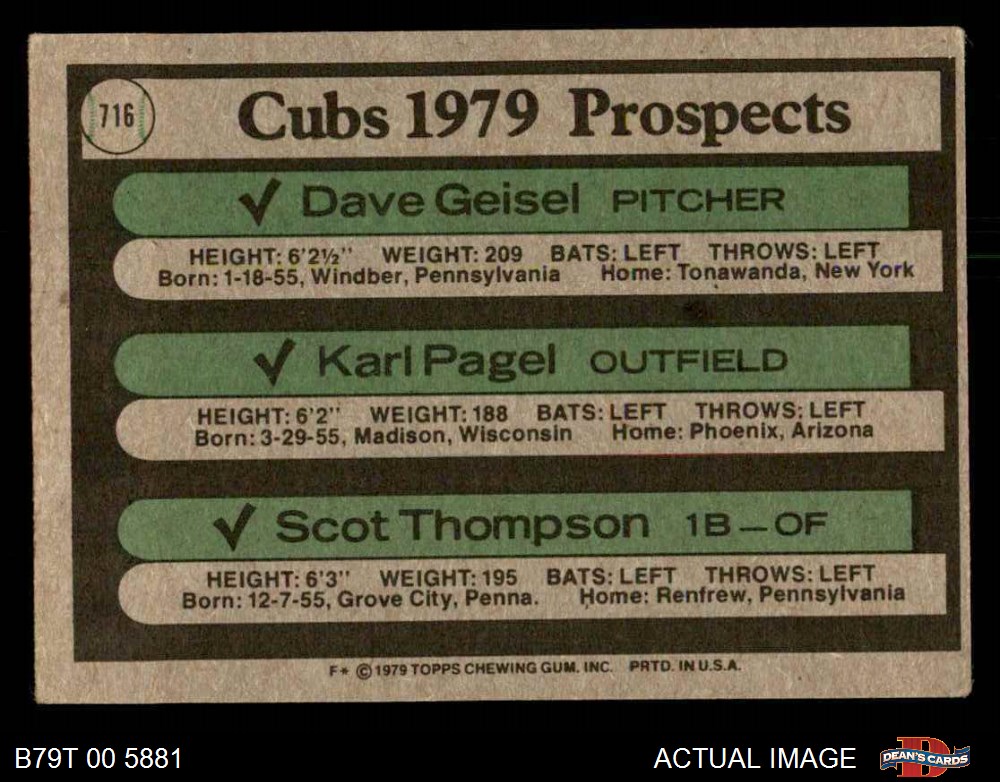 716
Cubs 1979 Prospects
✓ Dave Geisel PITCHER
HEIGHT: 6'2½" WEIGHT: 209 BATS: LEFT THROWS: LEFT
Born: 1-18-55, Windber, Pennsylvania Home: Tonawanda, New York
✓ Karl Pagel OUTFIELD
HEIGHT: 6'2" WEIGHT: 188 BATS: LEFT THROWS: LEFT
Born: 3-29-55, Madison, Wisconsin Home: Phoenix, Arizona
✓ Scot Thompson 1B—OF
HEIGHT: 6'3" WEIGHT: 195 BATS: LEFT THROWS: LEFT
Born: 12-7-55, Grove City, Penna. Home: Renfrew, Pennsylvania
F* © 1979 TOPPS CHEWING GUM. INC. PRTD. IN U.S.A.
B79T 00 5881
ACTUAL IMAGE
D
DEAN'S CARDS